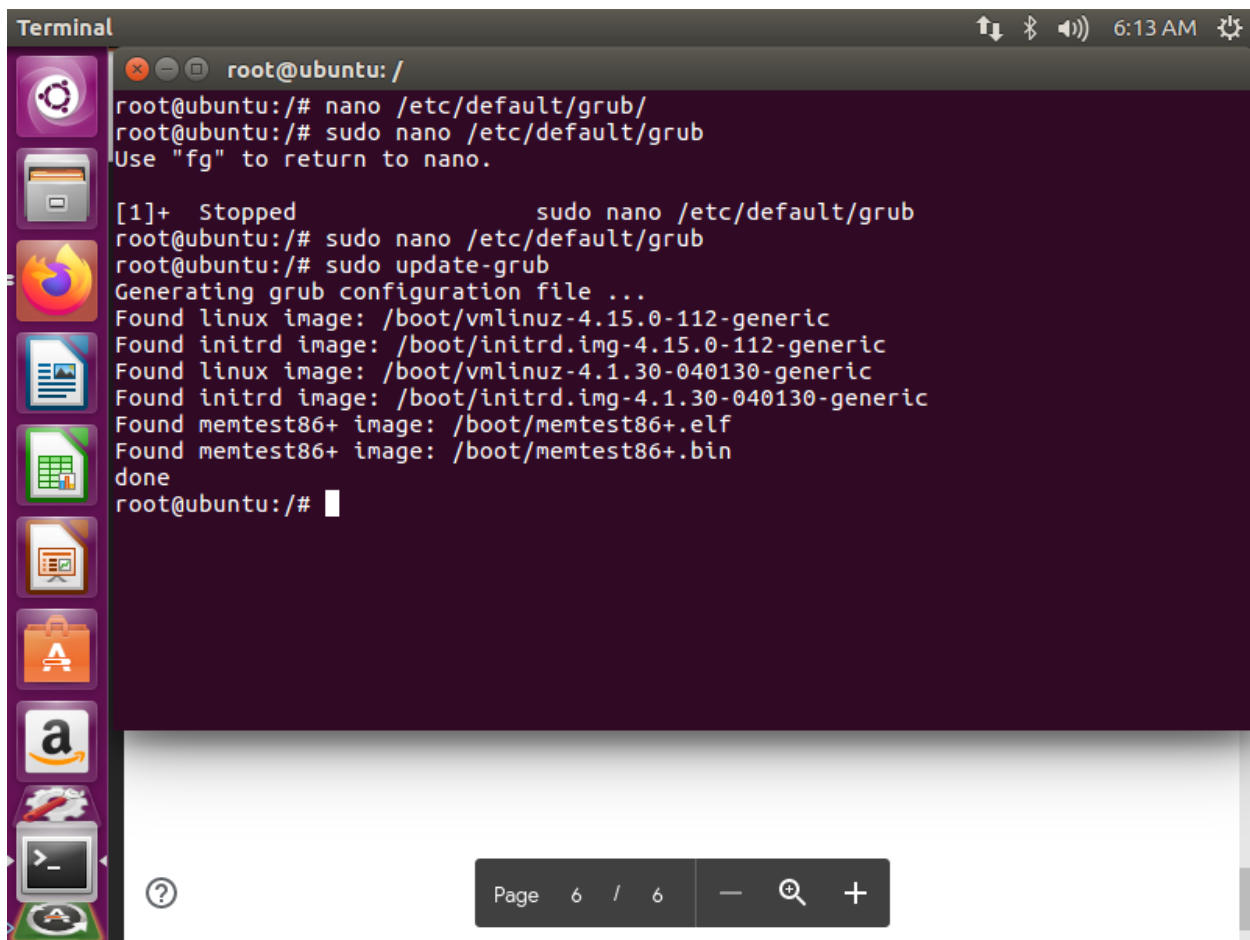 Terminal
6:13 AM
root@ubuntu: /
root@ubuntu:/# nano /etc/default/grub/
root@ubuntu:/# sudo nano /etc/default/grub
Use "fg" to return to nano.
[1]+  Stopped                 sudo nano /etc/default/grub
root@ubuntu:/# sudo nano /etc/default/grub
root@ubuntu:/# sudo update-grub
Generating grub configuration file ...
Found linux image: /boot/vmlinuz-4.15.0-112-generic
Found initrd image: /boot/initrd.img-4.15.0-112-generic
Found linux image: /boot/vmlinuz-4.1.30-040130-generic
Found initrd image: /boot/initrd.img-4.1.30-040130-generic
Found memtest86+ image: /boot/memtest86+.elf
Found memtest86+ image: /boot/memtest86+.bin
done
root@ubuntu:/#
Page 6 / 6